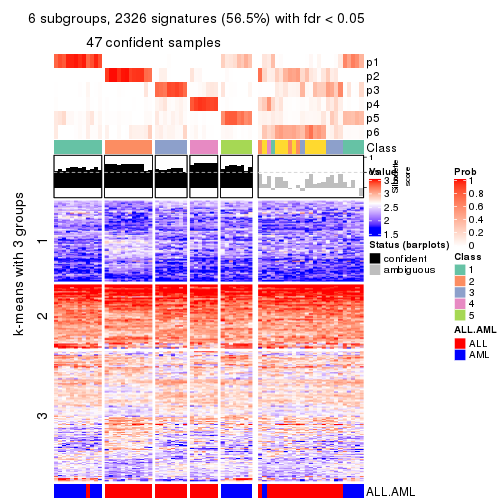 6 subgroups, 2326 signatures (56.5%) with fdr < 0.05
47 confident samples
p1
p2
p3
p4
p5
p6
Class
1
Silhouette
score
k-means with 3 groups
1
2
3
ALL.AML
Value
3.5
3
2.5
2
1.5
Status (barplots)
confident
ambiguous
Prob
1
0.8
0.6
0.4
0.2
0
Class
1
2
3
4
5
ALL.AML
ALL
AML